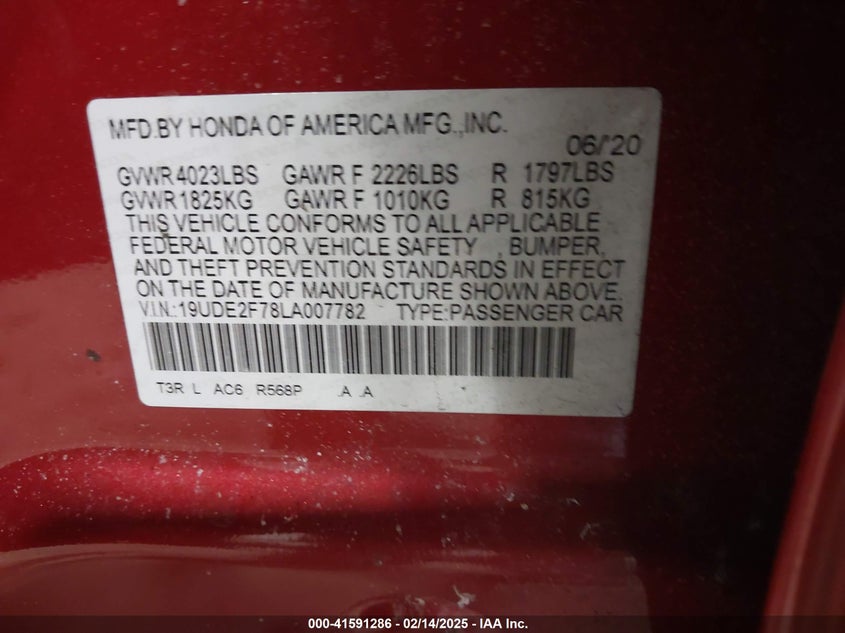 MFD.BY HONDA OF AMERICA MFG.,INC.
06/'20
GVWR 4023LBS GAWR F 2226LBS R 1797LBS
GVWR 1825KG GAWR F 1010KG R 815KG
THIS VEHICLE CONFORMS TO ALL APPLICABLE
FEDERAL MOTOR VEHICLE SAFETY , BUMPER,
AND THEFT PREVENTION STANDARDS IN EFFECT
ON THE DATE OF MANUFACTURE SHOWN ABOVE.
V.I.N.:19UDE2F78LA007782 TYPE:PASSENGER CAR
T3R L AC6 R568P .A .A
000-41591286 - 02/14/2025 - IAA Inc.